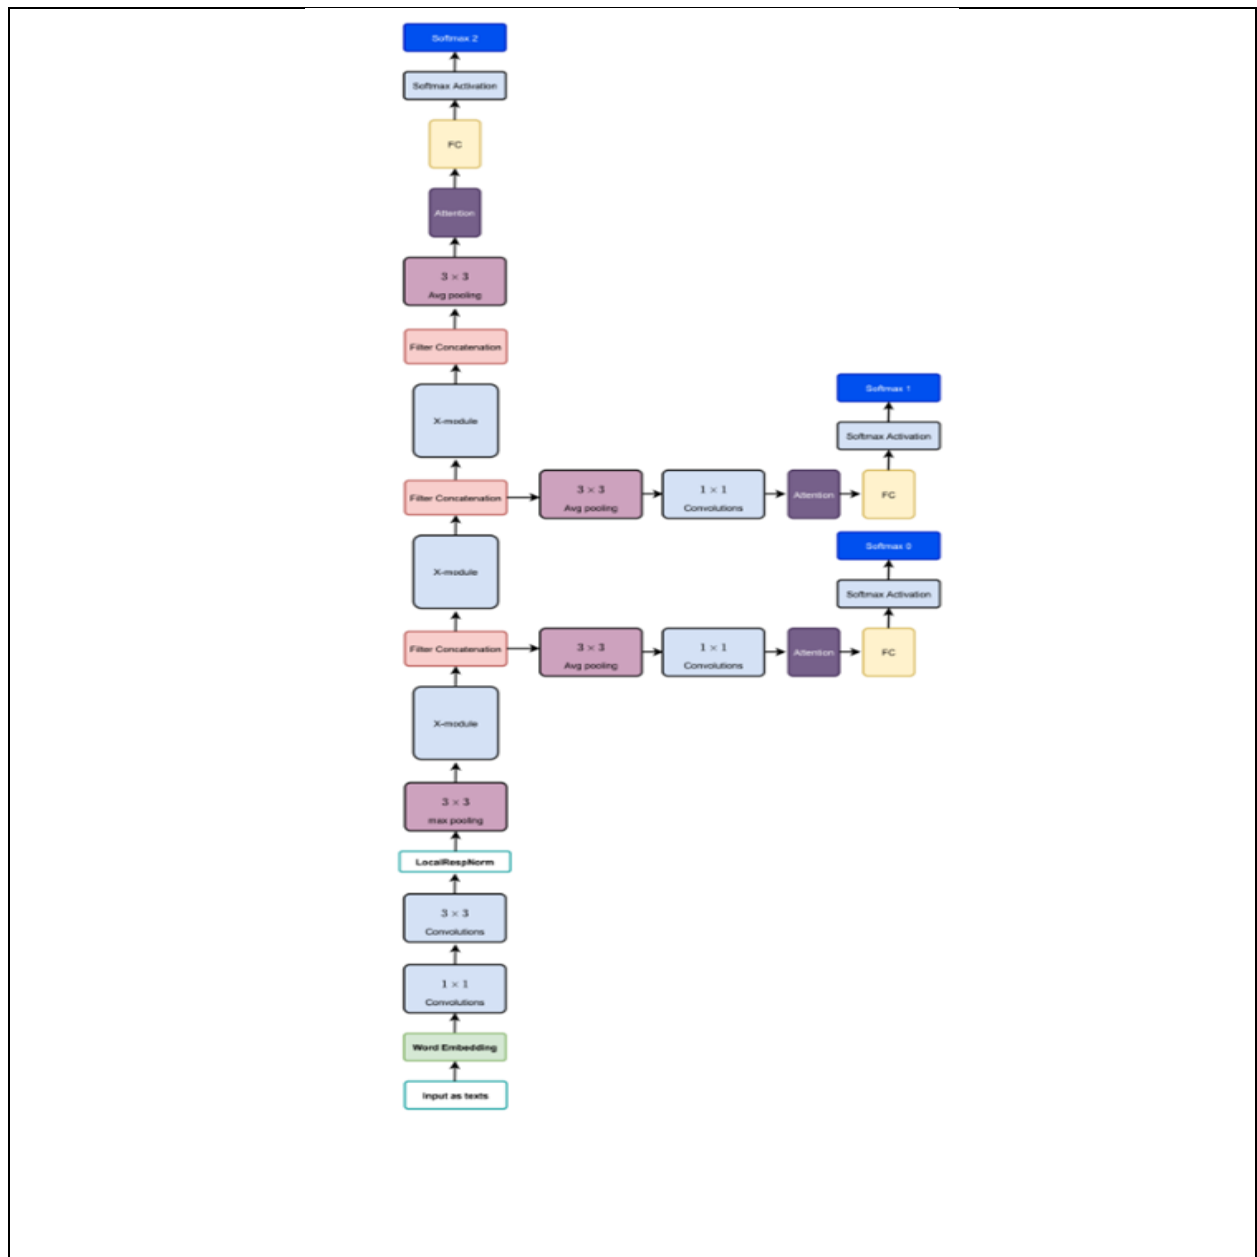 Softmax 2
Softmax Activation
FC
Attention
3 × 3
Avg pooling
Filter Concatenation
X-module
Softmax 1
Softmax Activation
Filter Concatenation
3 × 3
Avg pooling
1 × 1
Convolutions
Attention
FC
X-module
Softmax 0
Softmax Activation
Filter Concatenation
3 × 3
Avg pooling
1 × 1
Convolutions
Attention
FC
X-module
3 × 3
max pooling
LocalRespNorm
3 × 3
Convolutions
1 × 1
Convolutions
Word Embedding
Input as texts